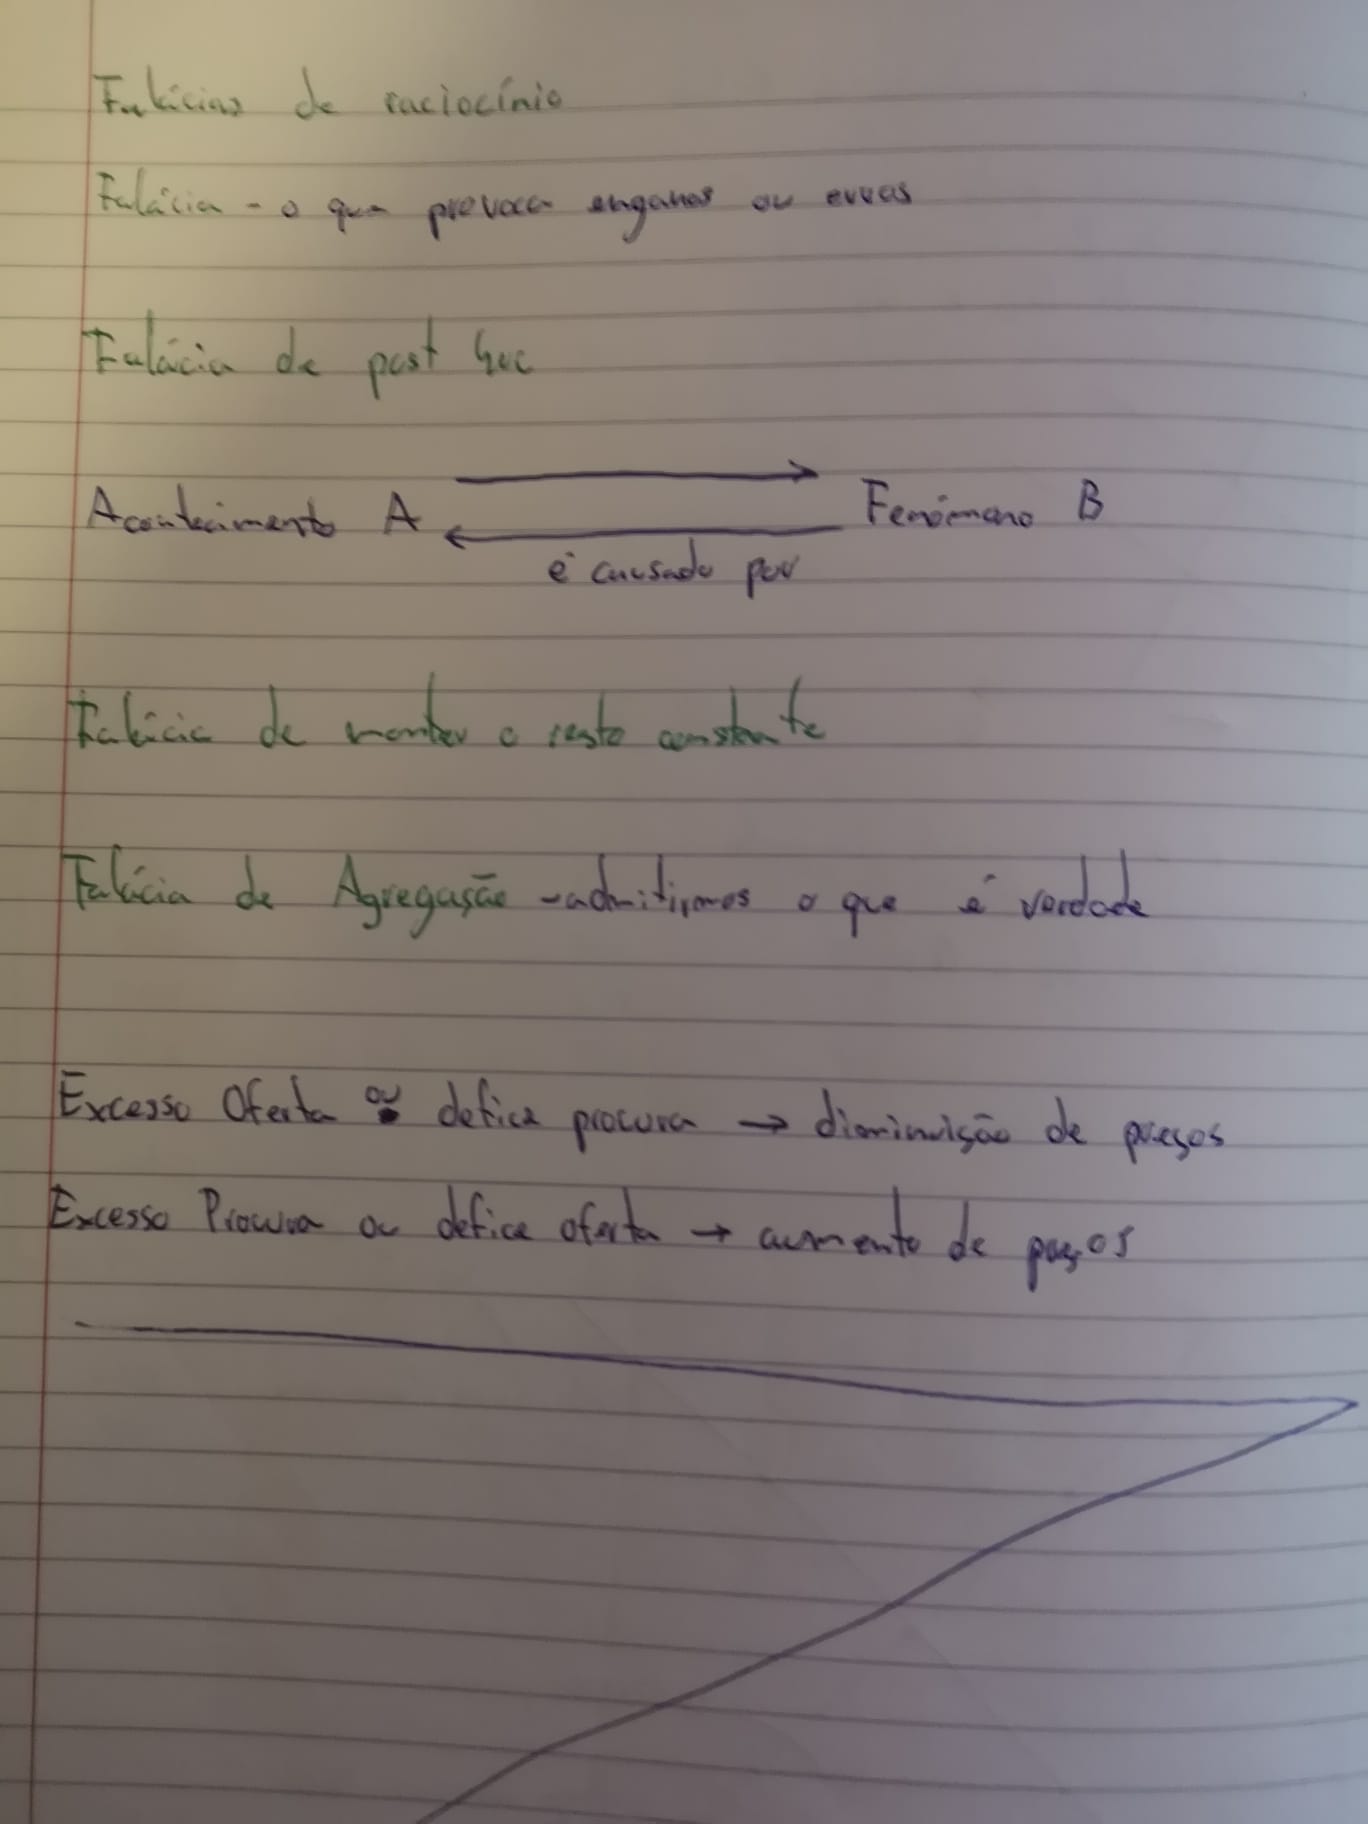 Falácias de raciocínio
Falácia - o que provoca enganos ou erros
Falácia de post hoc
Acontecimento A → Fenómeno B
← é causado por
Falácia de manter o resto constante
Falácia de Agregação - admitirmos o que é verdade
Excesso Oferta ou defice procura → diminuição de preços
Excesso Procura ou defice oferta → aumento de preços